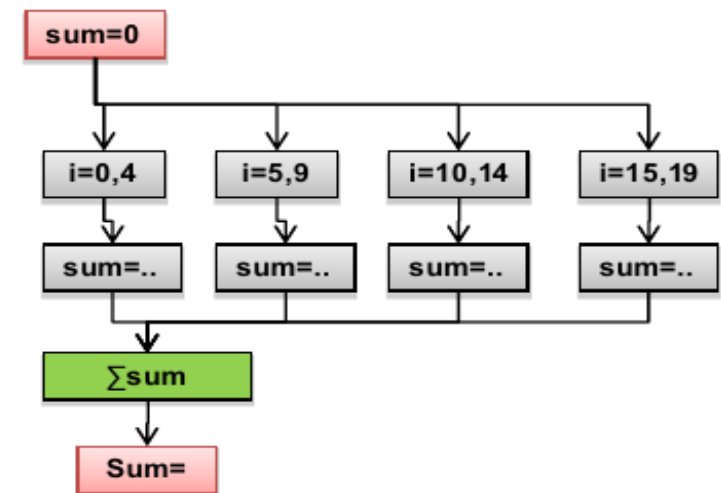 sum=0
i=0,4
i=5,9
i=10,14
i=15,19
sum=..
sum=..
sum=..
sum=..
∑sum
Sum=